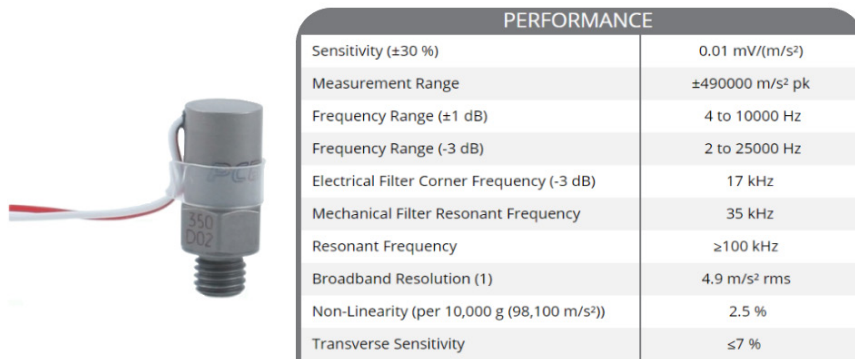 PERFORMANCE
Sensitivity (±30 %) 0.01 mV/(m/s²)
Measurement Range ±490000 m/s² pk
Frequency Range (±1 dB) 4 to 10000 Hz
Frequency Range (-3 dB) 2 to 25000 Hz
Electrical Filter Corner Frequency (-3 dB) 17 kHz
Mechanical Filter Resonant Frequency 35 kHz
Resonant Frequency ≥100 kHz
Broadband Resolution (1) 4.9 m/s² rms
Non-Linearity (per 10,000 g (98,100 m/s²)) 2.5 %
Transverse Sensitivity ≤7 %
PCB
350
D02